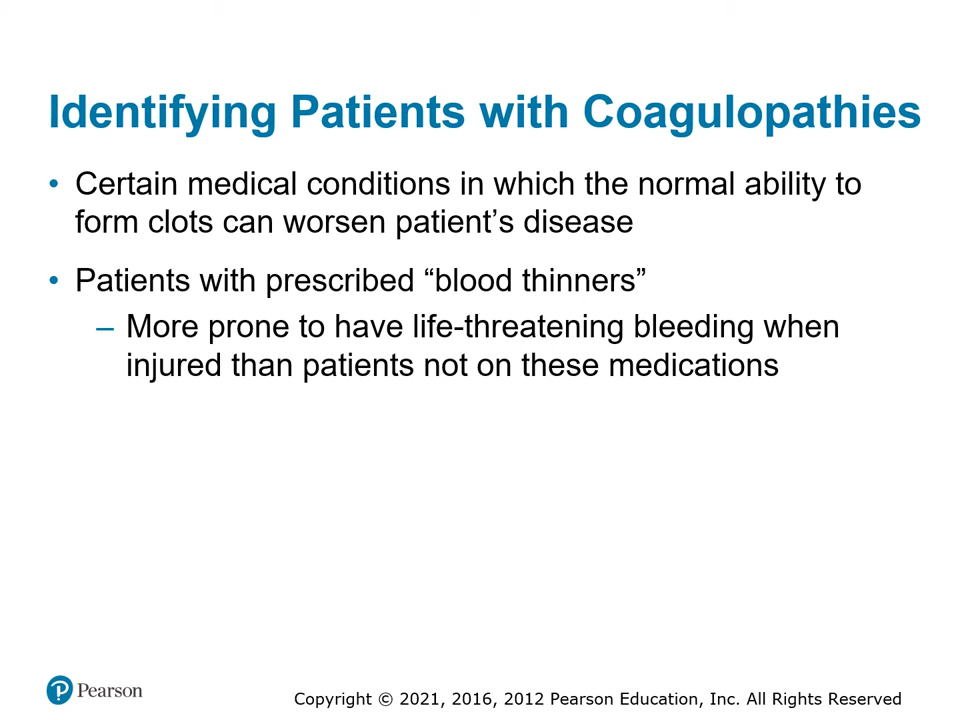 Identifying Patients with Coagulopathies
• Certain medical conditions in which the normal ability to
form clots can worsen patient’s disease
• Patients with prescribed “blood thinners”
– More prone to have life-threatening bleeding when
injured than patients not on these medications
Pearson
Copyright © 2021, 2016, 2012 Pearson Education, Inc. All Rights Reserved